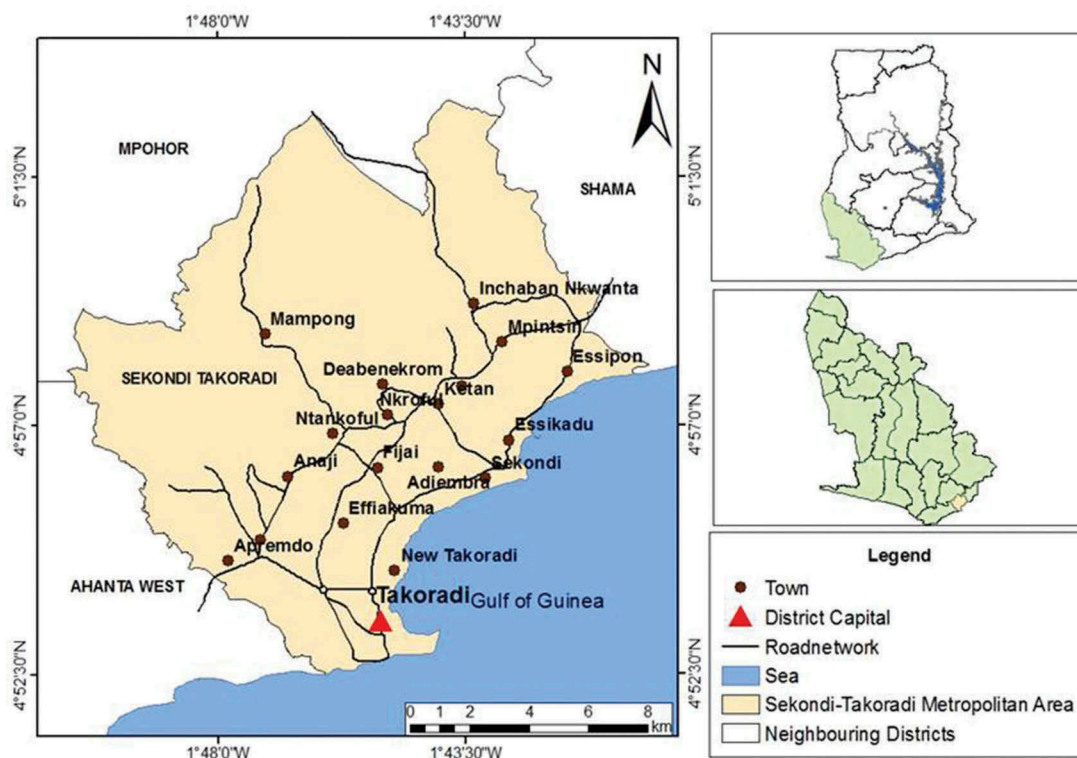 1°48'0"W
1°43'30"W
N
MPOHOR
5°1'30"N
5°1'30"N
SHAMA
Inchaban Nkwanta
Mampong
Mpintsin
Essipon
Deabenekrom
SEKONDI TAKORADI
Ketan
Nkroful
Ntankoful
Essikadu
4°57'0"N
4°57'0"N
Fijai
Anaji
Sekondi
Adiembra
Effiakuma
Apremdo
New Takoradi
AHANTA WEST
Takoradi
Gulf of Guinea
4°52'30"N
4°52'30"N
0 1 2 4 6 8
km
1°48'0"W
1°43'30"W
Legend
Town
District Capital
Roadnetwork
Sea
Sekondi-Takoradi Metropolitan Area
Neighbouring Districts